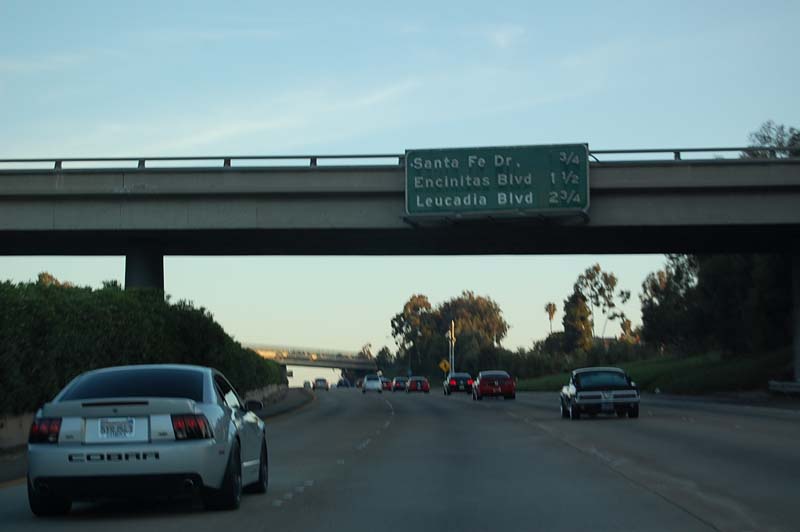 Santa Fe Dr. 3/4
Encinitas Blvd 1 1/2
Leucadia Blvd 2 3/4
COBRA